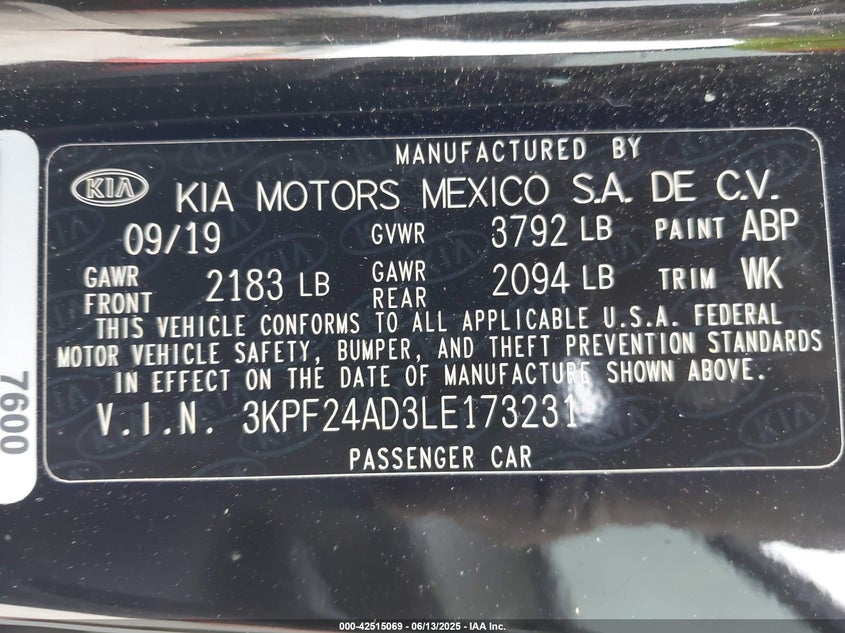 MANUFACTURED BY
KIA KIA MOTORS MEXICO S.A. DE C.V.
09/19 GVWR 3792 LB PAINT ABP
GAWR FRONT 2183 LB GAWR REAR 2094 LB TRIM WK
THIS VEHICLE CONFORMS TO ALL APPLICABLE U.S.A. FEDERAL
MOTOR VEHICLE SAFETY, BUMPER, AND THEFT PREVENTION STANDARDS
IN EFFECT ON THE DATE OF MANUFACTURE SHOWN ABOVE.
V.I.N. 3KPF24AD3LE173231
PASSENGER CAR
7600
000-42515069 | 06/13/2025 - IAA Inc.